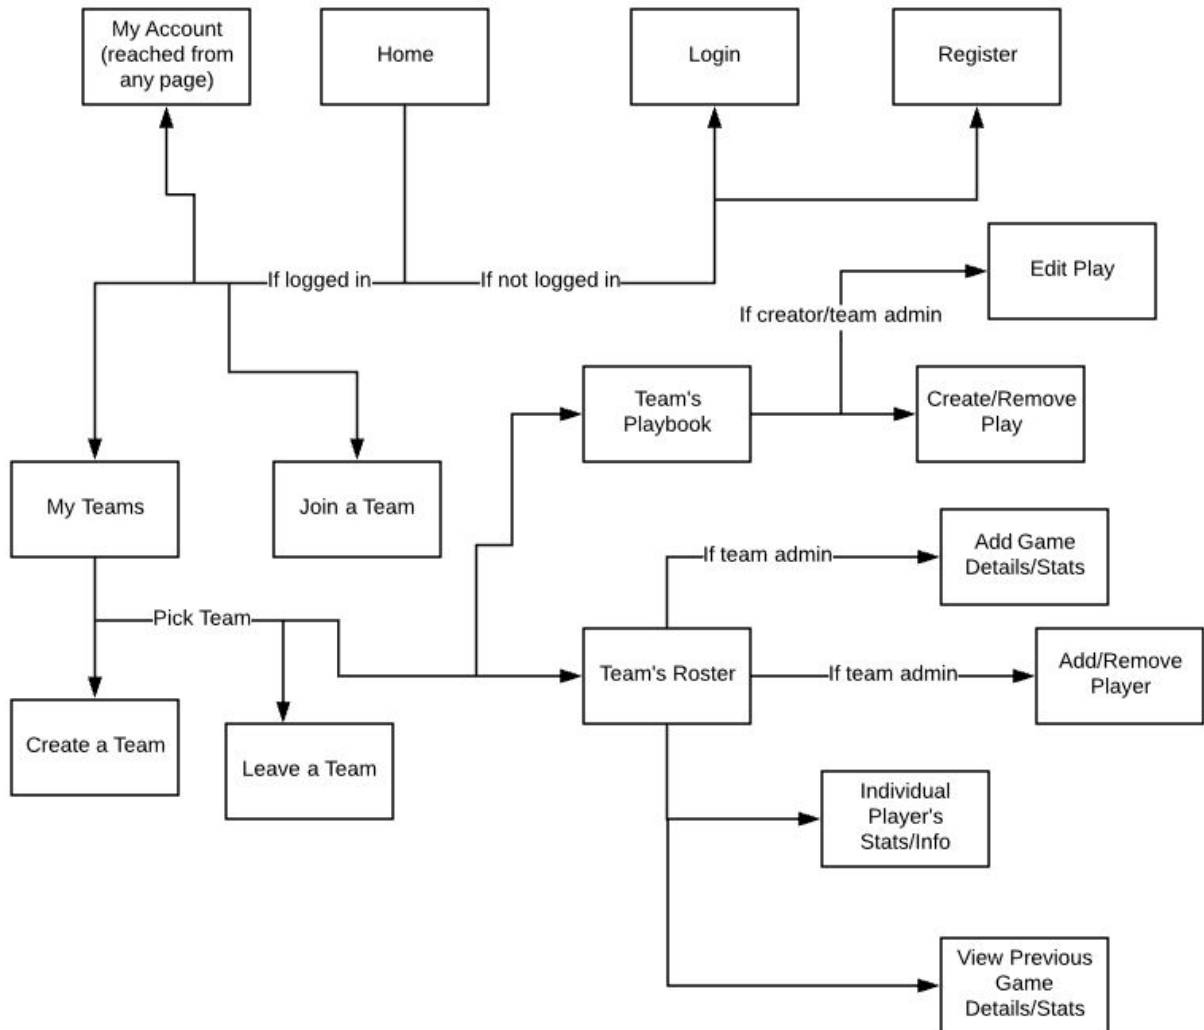 My Account
(reached from
any page)
Home
Login
Register
If logged in
If not logged in
Edit Play
If creator/team admin
Team's
Playbook
Create/Remove
Play
My Teams
Join a Team
If team admin
Add Game
Details/Stats
Pick Team
Team's Roster
If team admin
Add/Remove
Player
Create a Team
Leave a Team
Individual
Player's
Stats/Info
View Previous
Game
Details/Stats